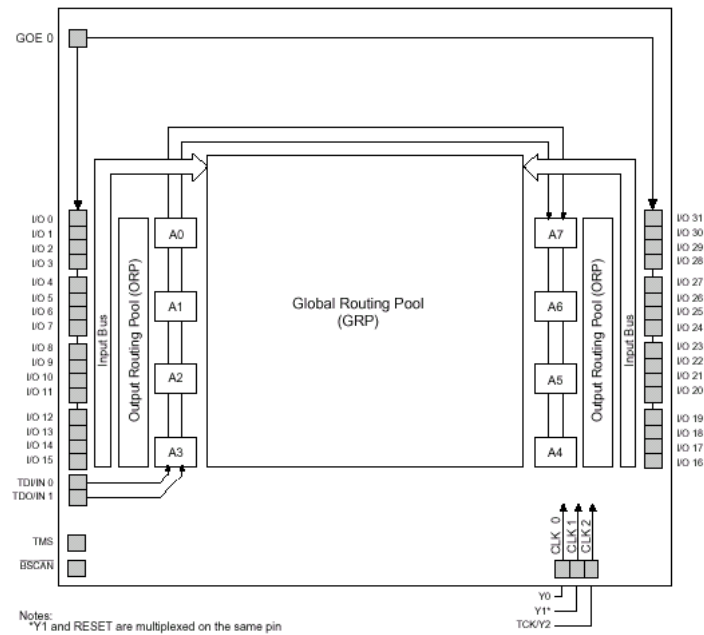 GOE 0
I/O 0
I/O 1
I/O 2
I/O 3
I/O 4
I/O 5
I/O 6
I/O 7
I/O 8
I/O 9
I/O 10
I/O 11
I/O 12
I/O 13
I/O 14
I/O 15
TDI/IN 0
TDO/IN 1
TMS
BSCAN
Input Bus
Output Routing Pool (ORP)
A0
A1
A2
A3
Global Routing Pool
(GRP)
A7
A6
A5
A4
Output Routing Pool (ORP)
Input Bus
I/O 31
I/O 30
I/O 29
I/O 28
I/O 27
I/O 26
I/O 25
I/O 24
I/O 23
I/O 22
I/O 21
I/O 20
I/O 19
I/O 18
I/O 17
I/O 16
CLK 0
CLK 1
CLK 2
Y0
Y1*
TCK/Y2
Notes:
*Y1 and RESET are multiplexed on the same pin